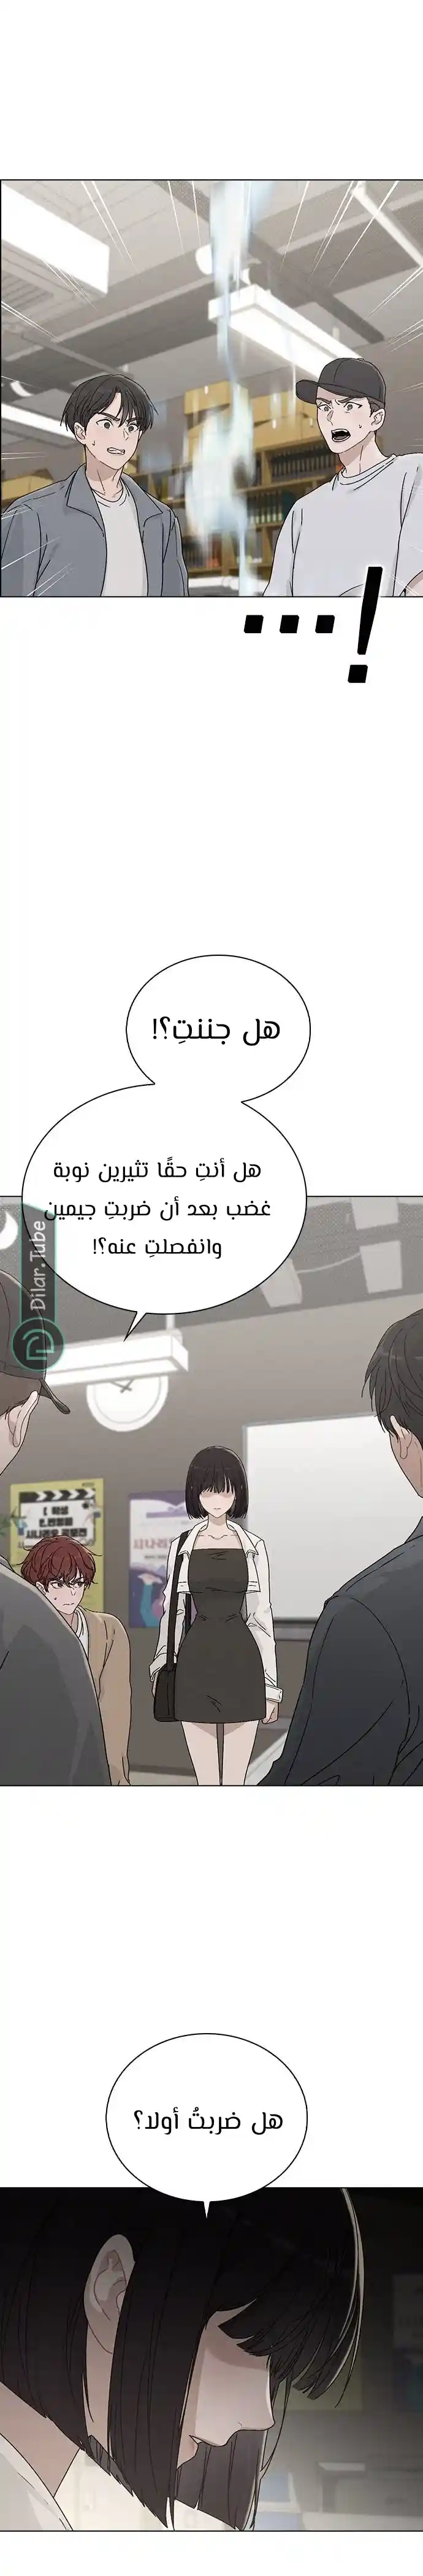 ...!
هل جننتِ؟!
هل أنتِ حقًا تثيرين نوبة
غضب بعد أن ضربتِ جيمين
وانفصلتِ عنه؟!
Dilar.Tube
هل ضربتُ أولا؟